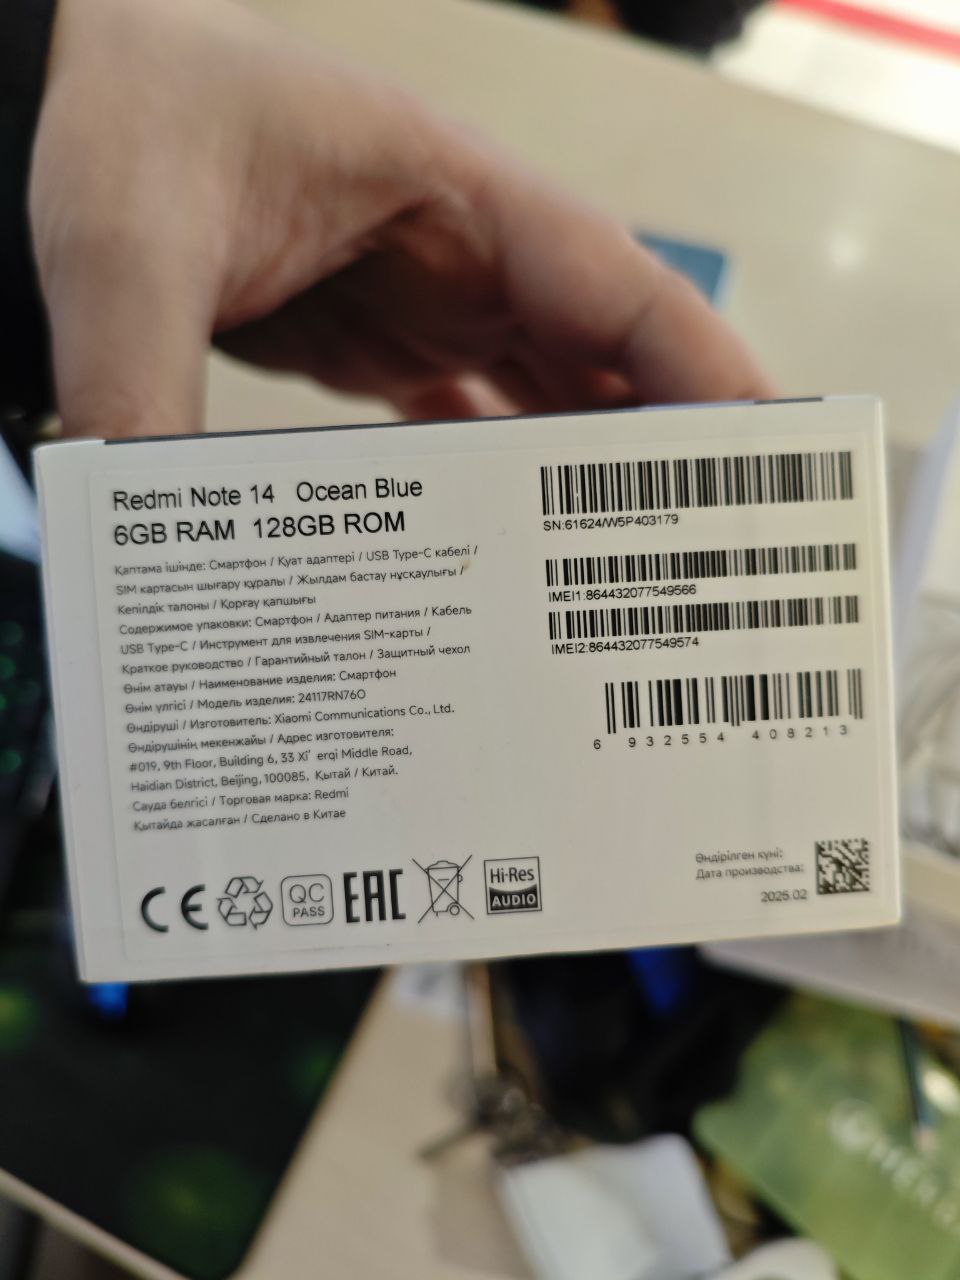 Redmi Note 14 Ocean Blue
6GB RAM 128GB ROM
Қаптама ішінде: Смартфон / Қуат адаптері / USB Type-C кабелі /
SIM картасын шығару құралы / Жылдам бастау нұсқаулығы /
Кепілдік талоны / Қорғау қапшығы
Содержимое упаковки: Смартфон / Адаптер питания / Кабель
USB Type-C / Инструмент для извлечения SIM-карты /
Краткое руководство / Гарантийный талон / Защитный чехол
Өнім атауы / Наименование изделия: Смартфон
Өнім үлгісі / Модель изделия: 24117RN76O
Өндіруші / Изготовитель: Xiaomi Communications Co., Ltd.
Өндірушінің мекенжайы / Адрес изготовителя:
#019, 9th Floor, Building 6, 33 Xi' erqi Middle Road,
Haidian District, Beijing, 100085, Қытай / Китай.
Сауда белгісі / Торговая марка: Redmi
Қытайда жасалған / Сделано в Китае
CE
QC
PASS
EAC
Hi-Res
AUDIO
SN:61624/W5P403179
IMEI1:864432077549566
IMEI2:864432077549574
6 932554 408213
Өндірілген күні:
Дата производства:
2025.02